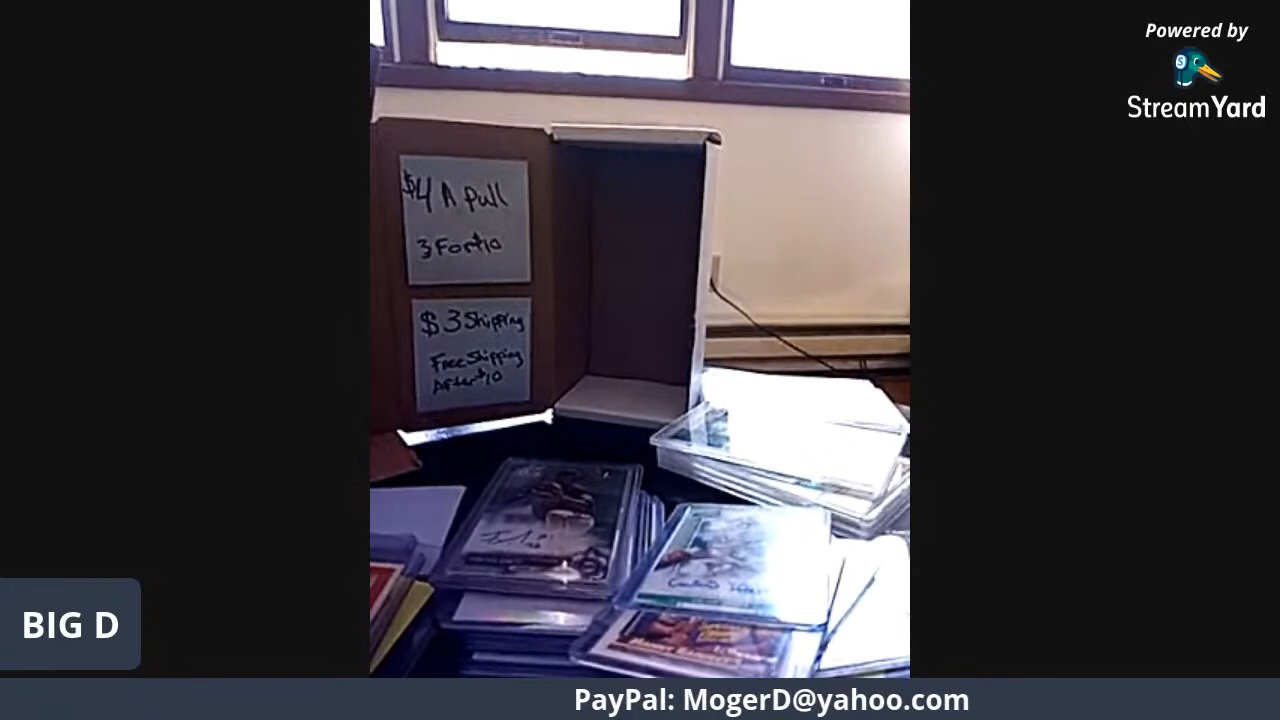 Powered by
StreamYard
$4 A Pull
3 For $10
$3 Shipping
Free Shipping
After $10
BIG D
PayPal: MogerD@yahoo.com